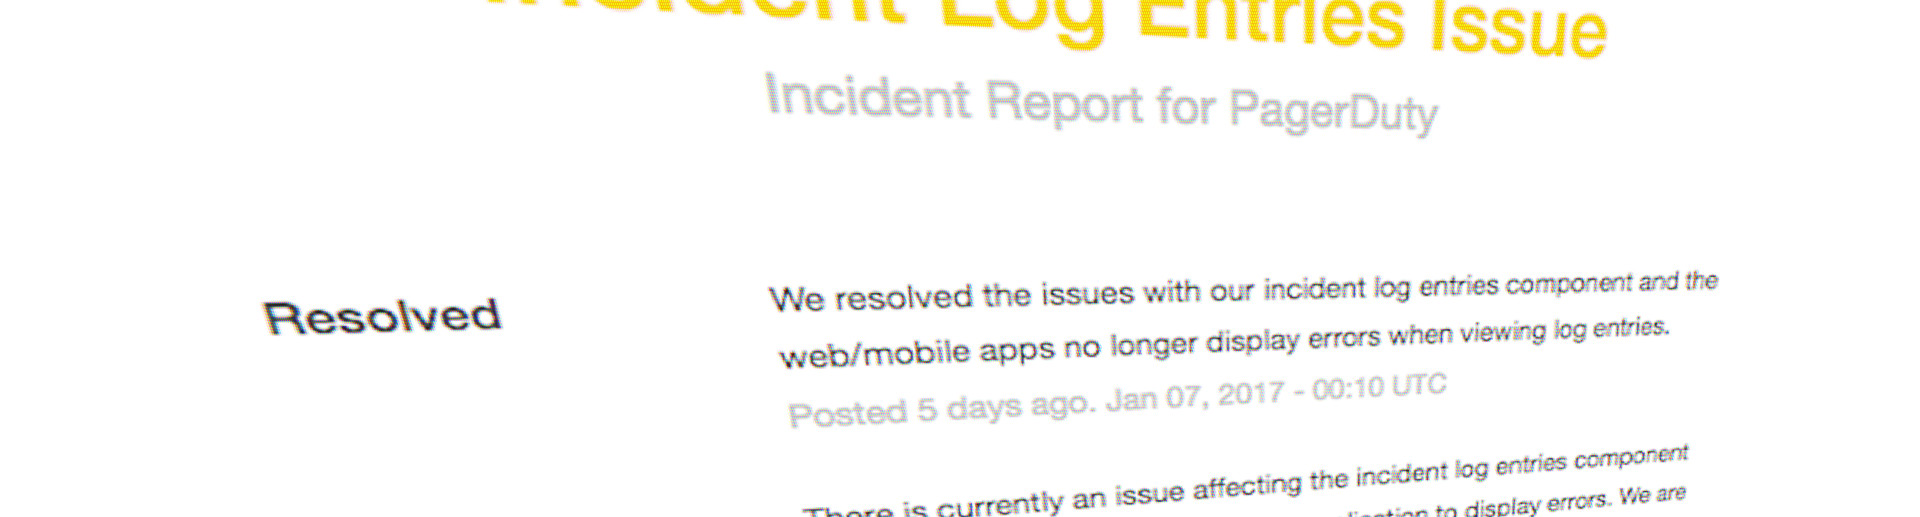 Incident Log Entries Issue
Incident Report for PagerDuty
Resolved
We resolved the issues with our incident log entries component and the
web/mobile apps no longer display errors when viewing log entries.
Posted 5 days ago. Jan 07, 2017 - 00:10 UTC
There is currently an issue affecting the incident log entries component
to display errors. We are